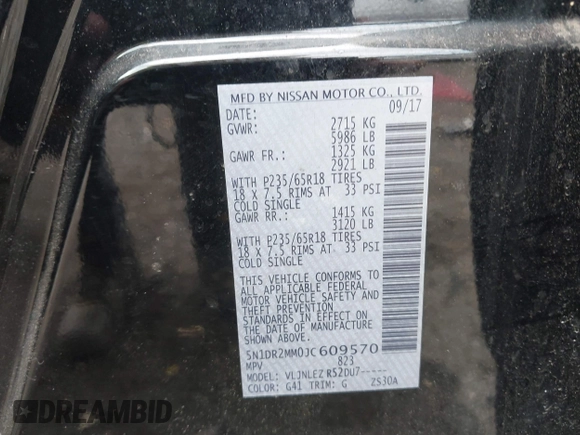 MFD BY NISSAN MOTOR CO., LTD.
DATE: 09/17
GVWR: 2715 KG
5986 LB
GAWR FR.: 1325 KG
2921 LB
WITH P235/65R18 TIRES
18 x 7.5 RIMS AT 33 PSI
COLD SINGLE
GAWR RR.: 1415 KG
3120 LB
WITH P235/65R18 TIRES
18 x 7.5 RIMS AT 33 PSI
COLD SINGLE
THIS VEHICLE CONFORMS TO
ALL APPLICABLE FEDERAL
MOTOR VEHICLE SAFETY AND
THEFT PREVENTION
STANDARDS IN EFFECT ON
THE DATE OF MANUFACTURE
SHOWN ABOVE.
5N1DR2MM0JC609570
MPV 823
MODEL: VLJNLEZ R52DU7-----
COLOR: G41 TRIM: G ZS30A
DREAMBID